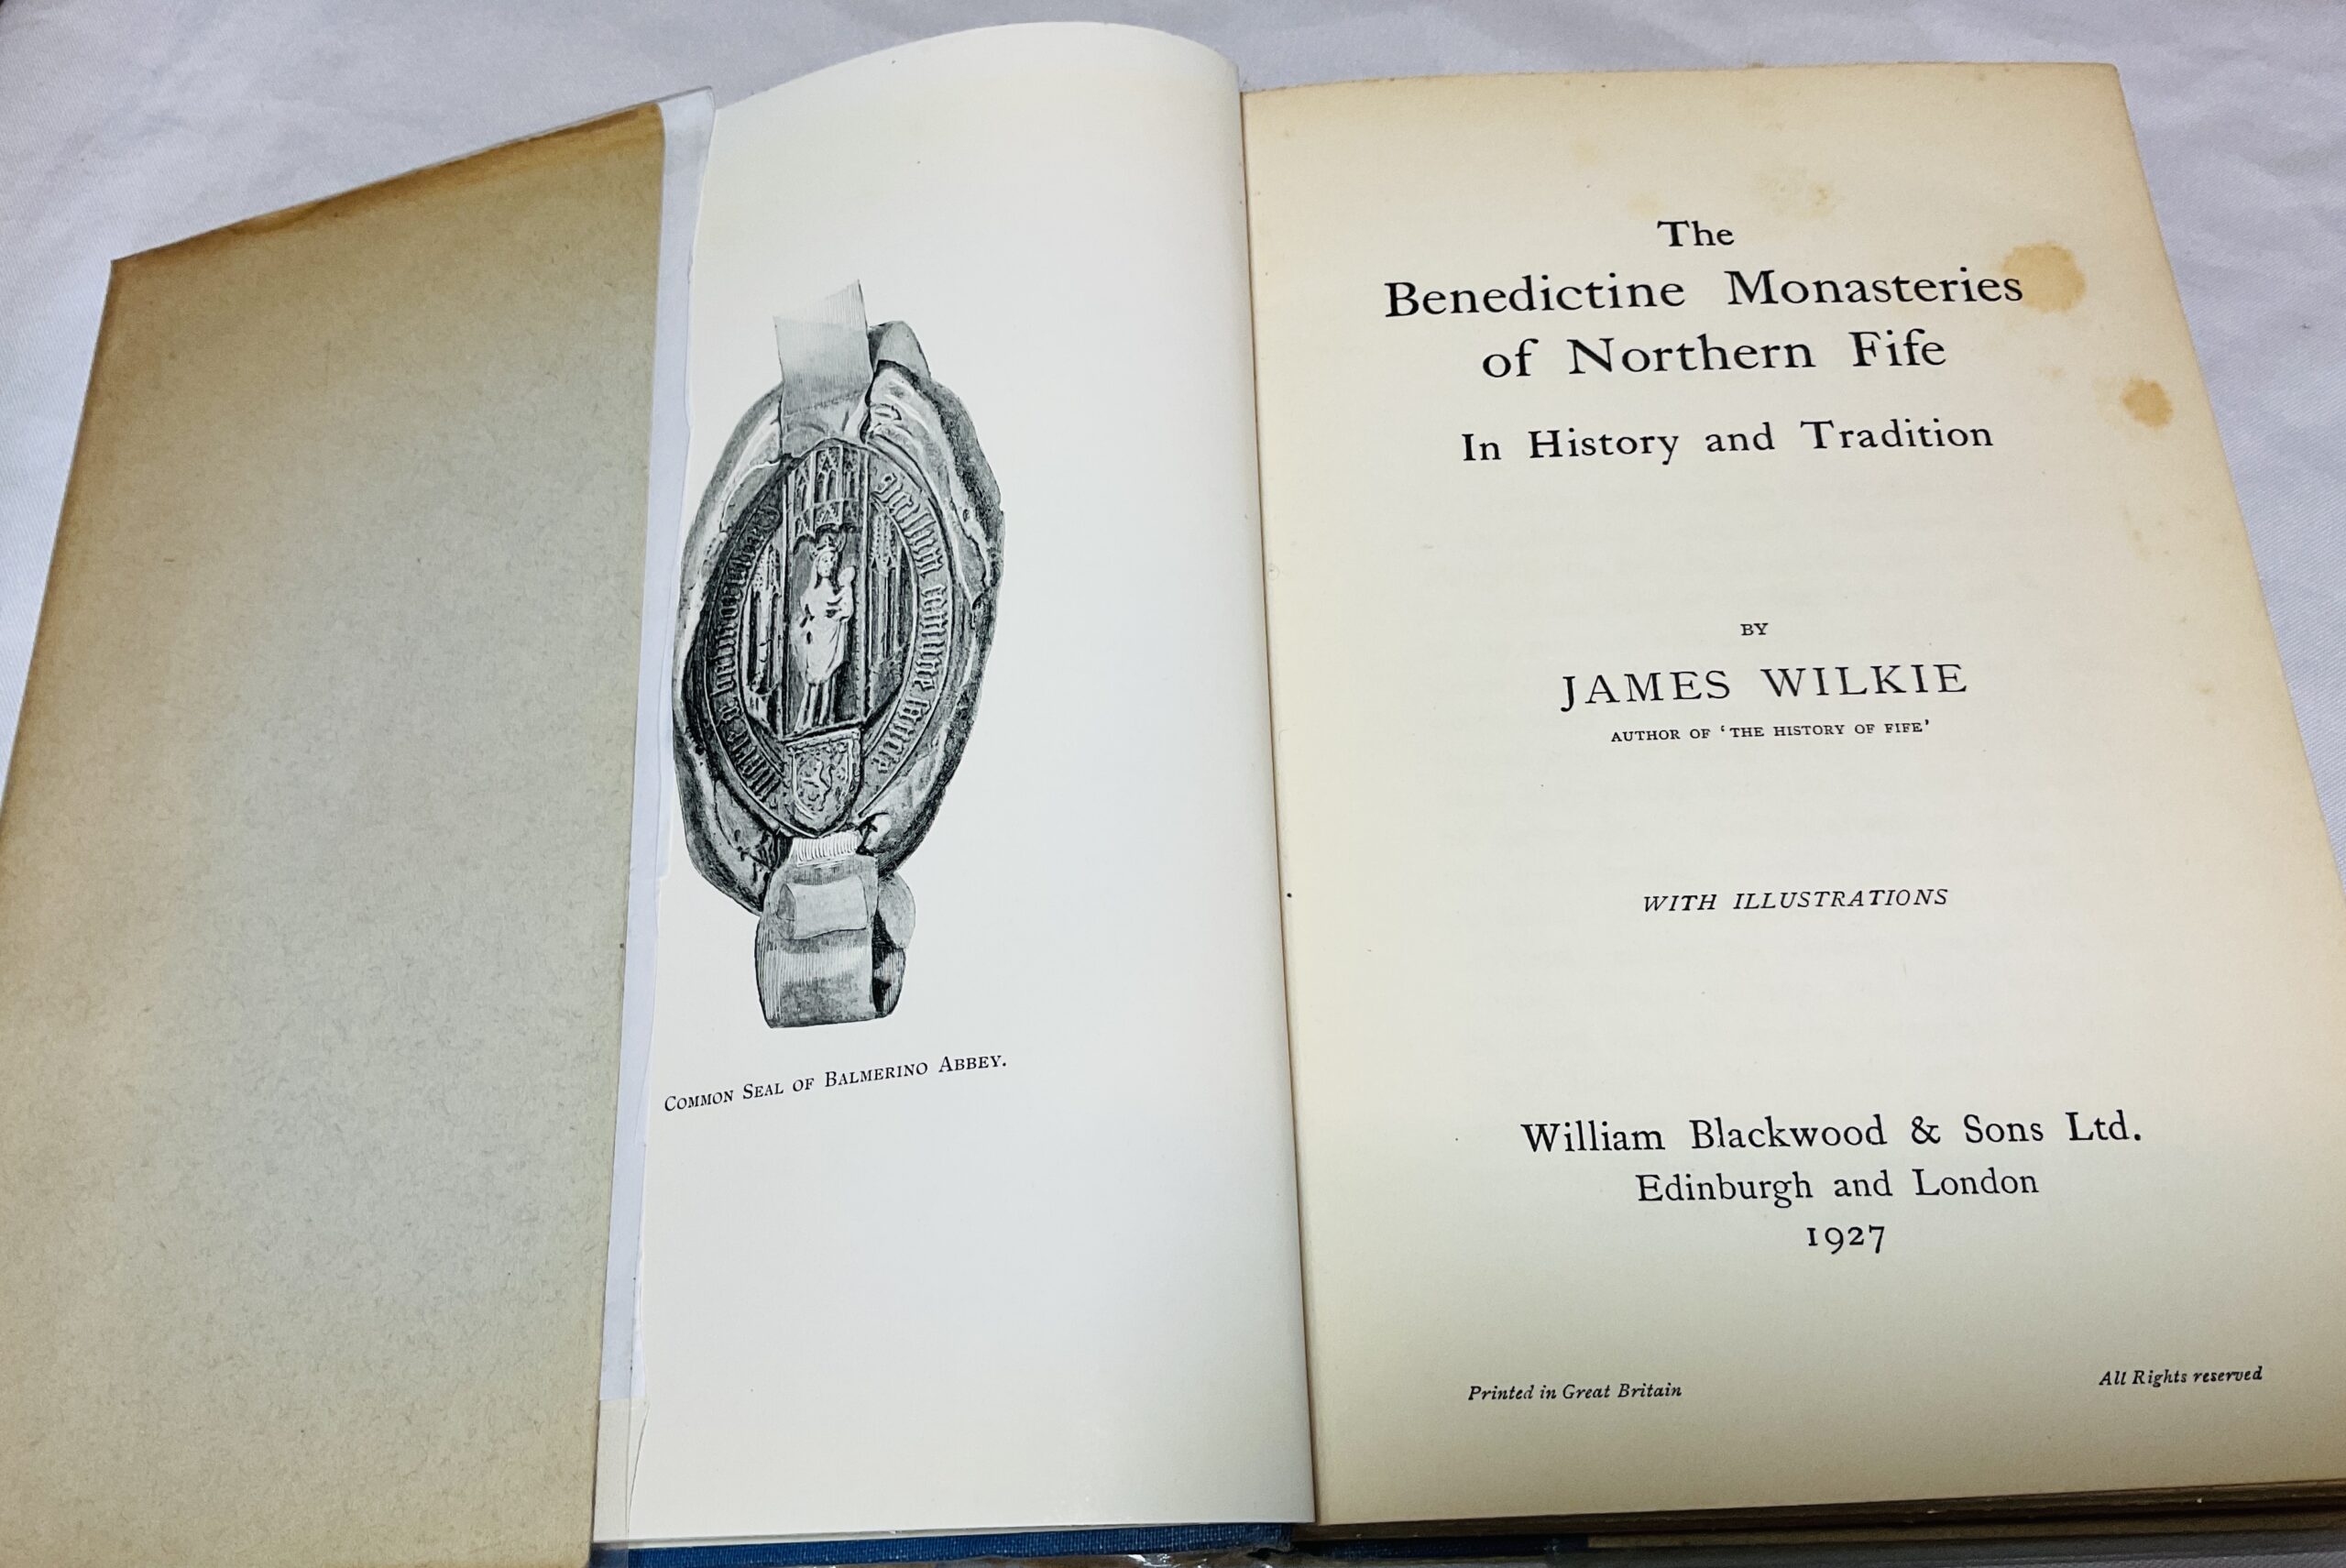 COMMON SEAL OF BALMERINO ABBEY.
The
Benedictine Monasteries
of Northern Fife
In History and Tradition
BY
JAMES WILKIE
AUTHOR OF ‘THE HISTORY OF FIFE’
WITH ILLUSTRATIONS
William Blackwood & Sons Ltd.
Edinburgh and London
1927
Printed in Great Britain
All Rights reserved